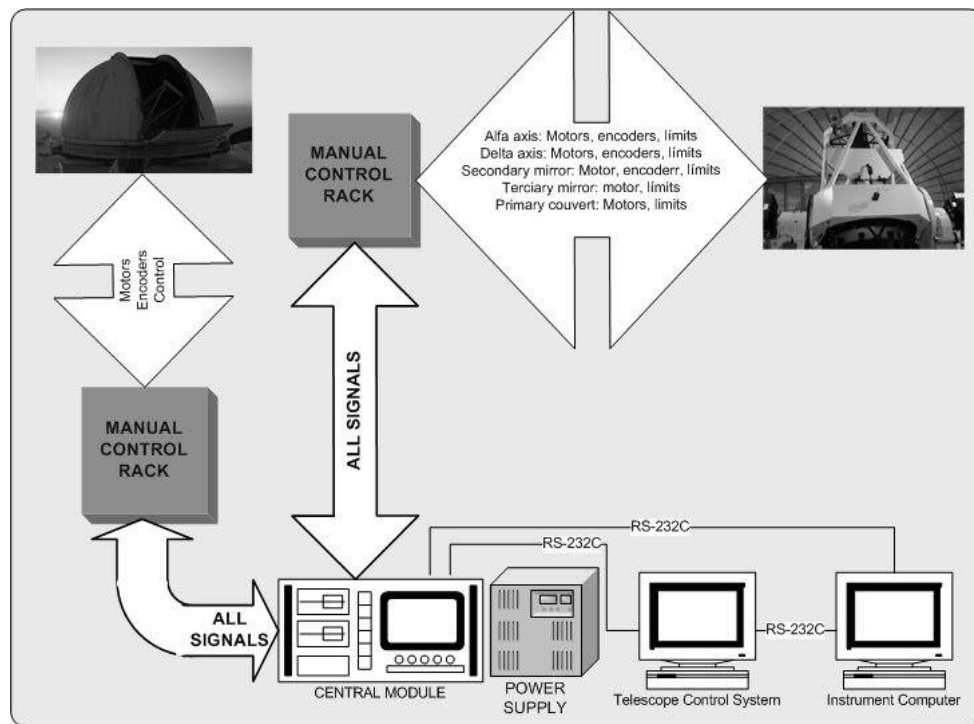 MANUAL
CONTROL
RACK
Alfa axis: Motors, encoders, límits
Delta axis: Motors, encoders, límits
Secondary mirror: Motor, encoderr, límits
Terciary mirror: motor, límits
Primary couvert: Motors, limits
Motors
Encoders
Control
ALL SIGNALS
MANUAL
CONTROL
RACK
ALL
SIGNALS
RS-232C
RS-232C
RS-232C
CENTRAL MODULE
POWER
SUPPLY
Telescope Control System
Instrument Computer